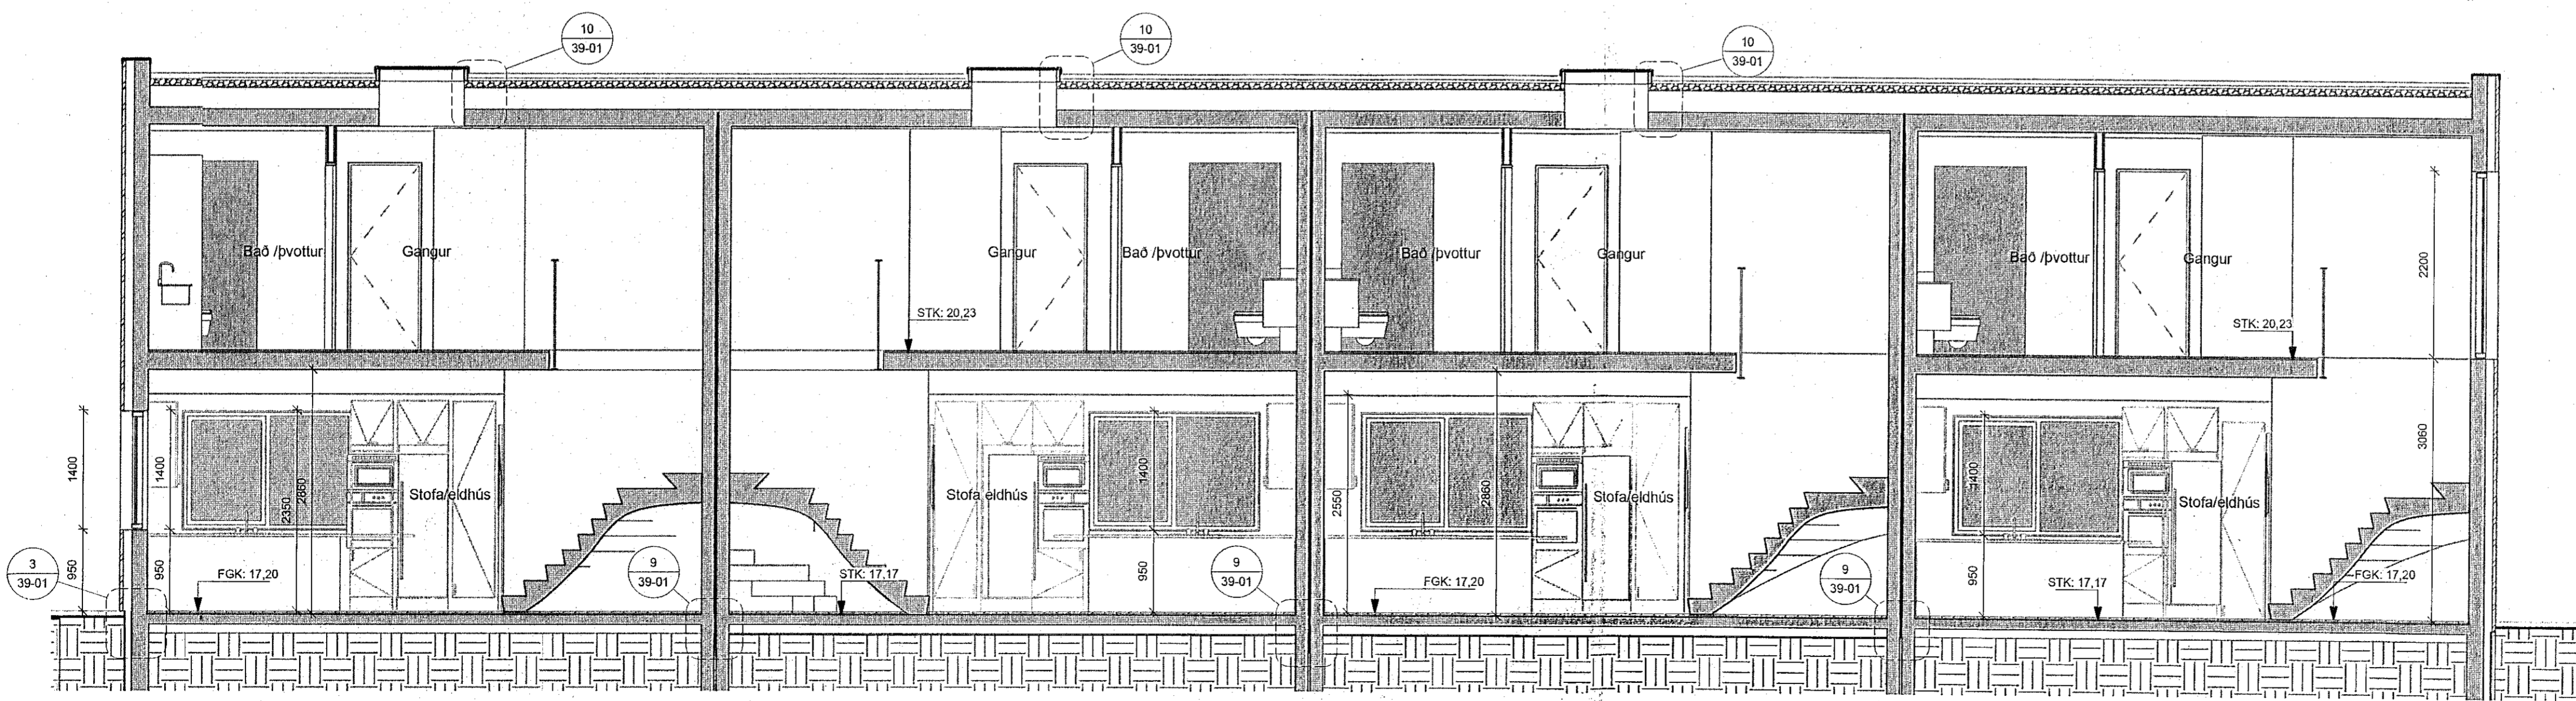 10
39-01
10
39-01
10
39-01
Bað /þvottur
Gangur
Gangur
Bað /þvottur
Bað /þvottur
Gangur
Bað /þvottur
Gangur
2200
STK: 20,23
STK: 20,23
1400
1400
2350
2860
Stofa/eldhús
Stofa eldhús
1400
2550
2860
Stofa/eldhús
1400
Stofa/eldhús
3060
3
39-01
950
950
FGK: 17,20
9
39-01
STK: 17,17
950
9
39-01
FGK: 17,20
9
39-01
950
STK: 17,17
FGK: 17,20